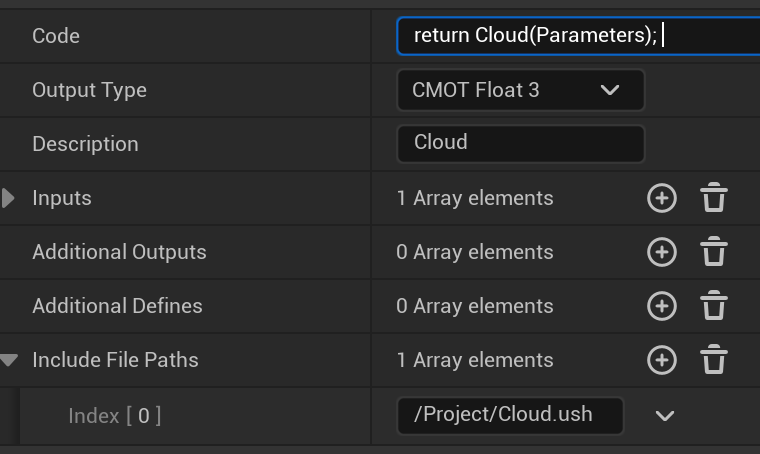 Code return Cloud(Parameters);
Output Type CMOT Float 3
Description Cloud
Inputs 1 Array elements
Additional Outputs 0 Array elements
Additional Defines 0 Array elements
Include File Paths 1 Array elements
Index [ 0 ] /Project/Cloud.ush